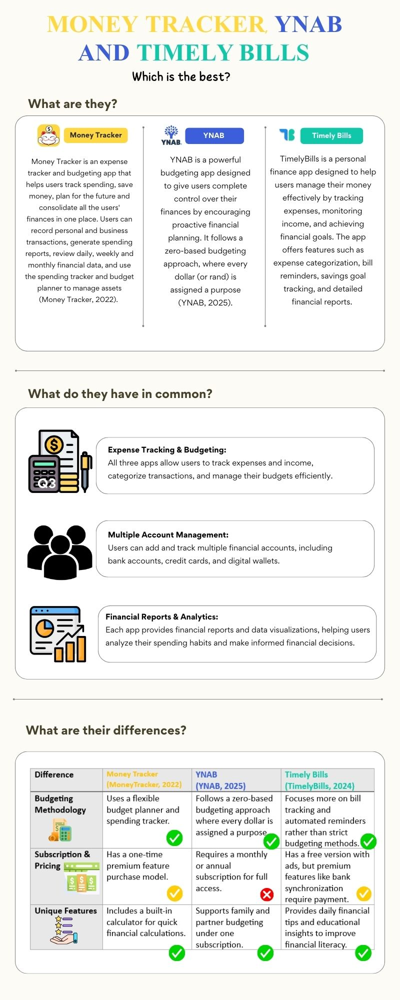 MONEY TRACKER, YNAB
AND TIMELY BILLS
Which is the best?
What are they?
$
Money Tracker
Money Tracker is an expense
tracker and budgeting app that
helps users track spending, save
money, plan for the future and
consolidate all the users'
finances in one place. Users can
record personal and business
transactions, generate spending
reports, review daily, weekly and
monthly financial data, and use
the spending tracker and budget
planner to manage assets
(Money Tracker, 2022).
YNAB.
YNAB
YNAB is a powerful
budgeting app designed
to give users complete
control over their
finances by encouraging
proactive financial
planning. It follows a
zero-based budgeting
approach, where every
dollar (or rand) is
assigned a purpose
(YNAB, 2025).
TB
Timely Bills
TimelyBills is a personal
finance app designed to help
users manage their money
effectively by tracking
expenses, monitoring
income, and achieving
financial goals. The app
offers features such as
expense categorization, bill
reminders, savings goal
tracking, and detailed
financial reports.
What do they have in common?
$
Q3
Expense Tracking & Budgeting:
All three apps allow users to track expenses and income,
categorize transactions, and manage their budgets efficiently.
Multiple Account Management:
Users can add and track multiple financial accounts, including
bank accounts, credit cards, and digital wallets.
Financial Reports & Analytics:
Each app provides financial reports and data visualizations, helping users
analyze their spending habits and make informed financial decisions.
What are their differences?
Difference
Money Tracker
(MoneyTracker, 2022)
YNAB
(YNAB, 2025)
Timely Bills
(TimelyBills, 2024)
Budgeting
Methodology
$
Uses a flexible
budget planner and
spending tracker.
Follows a zero-based
budgeting approach
where every dollar is
assigned a purpose
Focuses more on bill
tracking and
automated reminders
rather than strict
budgeting methods.
Subscription &
Pricing
$ $ $
Has a one-time
premium feature
purchase model.
Requires a monthly
or annual
subscription for full
access.
Has a free version with
ads, but premium
features like bank
synchronization
require payment.
Unique Features
Includes a built-in
calculator for quick
financial calculations.
Supports family and
partner budgeting
under one
subscription.
Provides daily financial
tips and educational
insights to improve
financial literacy.